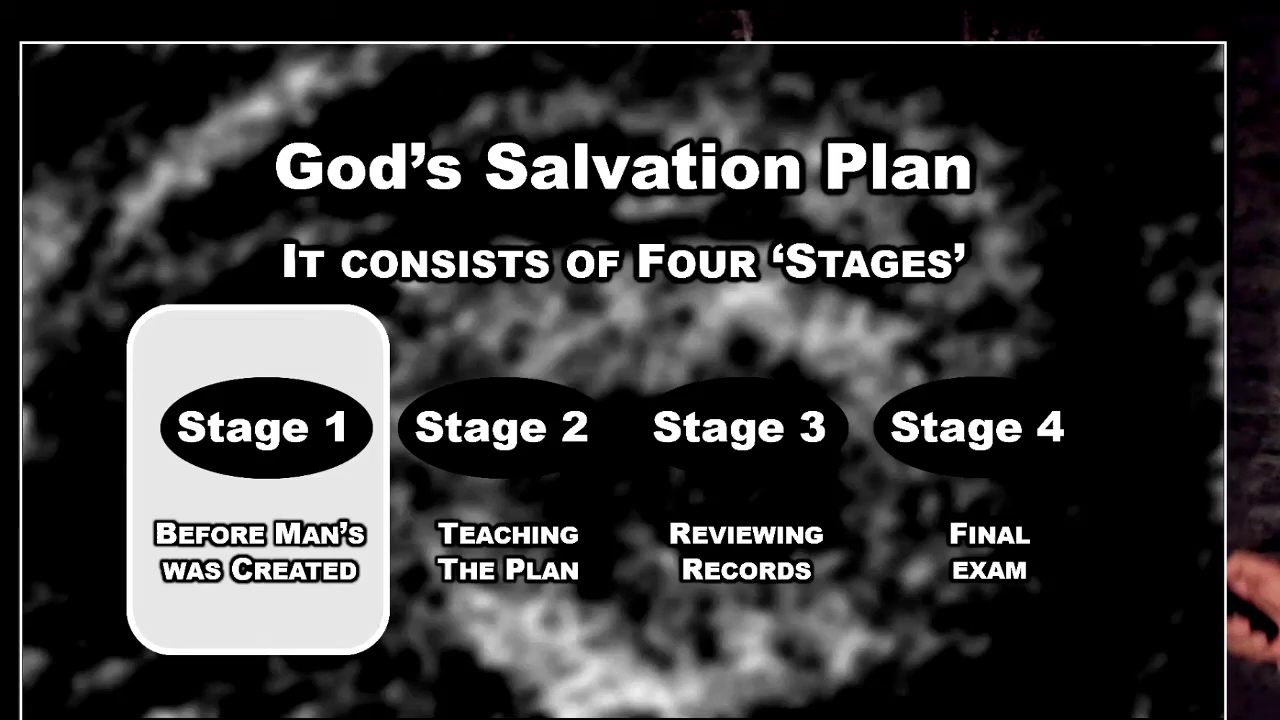 God's Salvation Plan
It consists of Four 'Stages'
Stage 1 Stage 2 Stage 3 Stage 4
Before Man's
was Created
Teaching
The Plan
Reviewing
Records
Final
exam